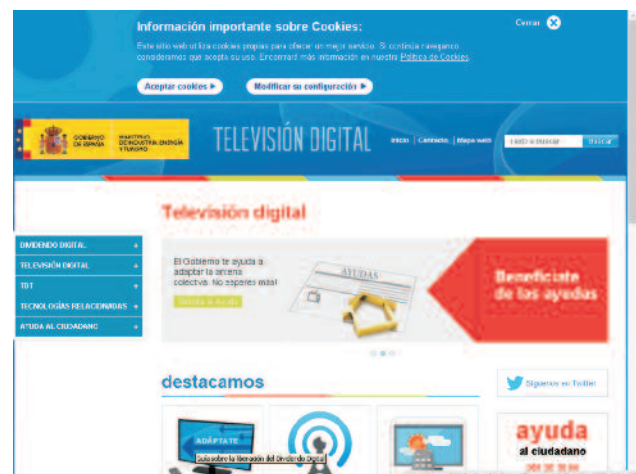 Información importante sobre Cookies:
Cerrar
Este sitio web utiliza cookies propias para ofrecer un mejor servicio. Si continúa navegando
consideramos que acepta su uso. Encontrará más información en nuestra Política de Cookies.
Aceptar cookies
Modificar su configuración
GOBIERNO DE ESPAÑA
MINISTERIO DE INDUSTRIA, ENERGÍA Y TURISMO
TELEVISIÓN DIGITAL
Inicio | Contacto | Mapa web
Texto a buscar
Buscar
Televisión digital
DIVIDENDO DIGITAL +
TELEVISIÓN DIGITAL +
TDT +
TECNOLOGÍAS RELACIONADAS +
AYUDA AL CIUDADANO +
El Gobierno te ayuda a
adaptar la antena
colectiva. No esperes más!
AYUDAS
Benefíciate
de las ayudas
destacamos
Síguenos en Twitter
ADÁPTATE
Guía sobre la liberación del Dividendo Digital
ayuda
al ciudadano